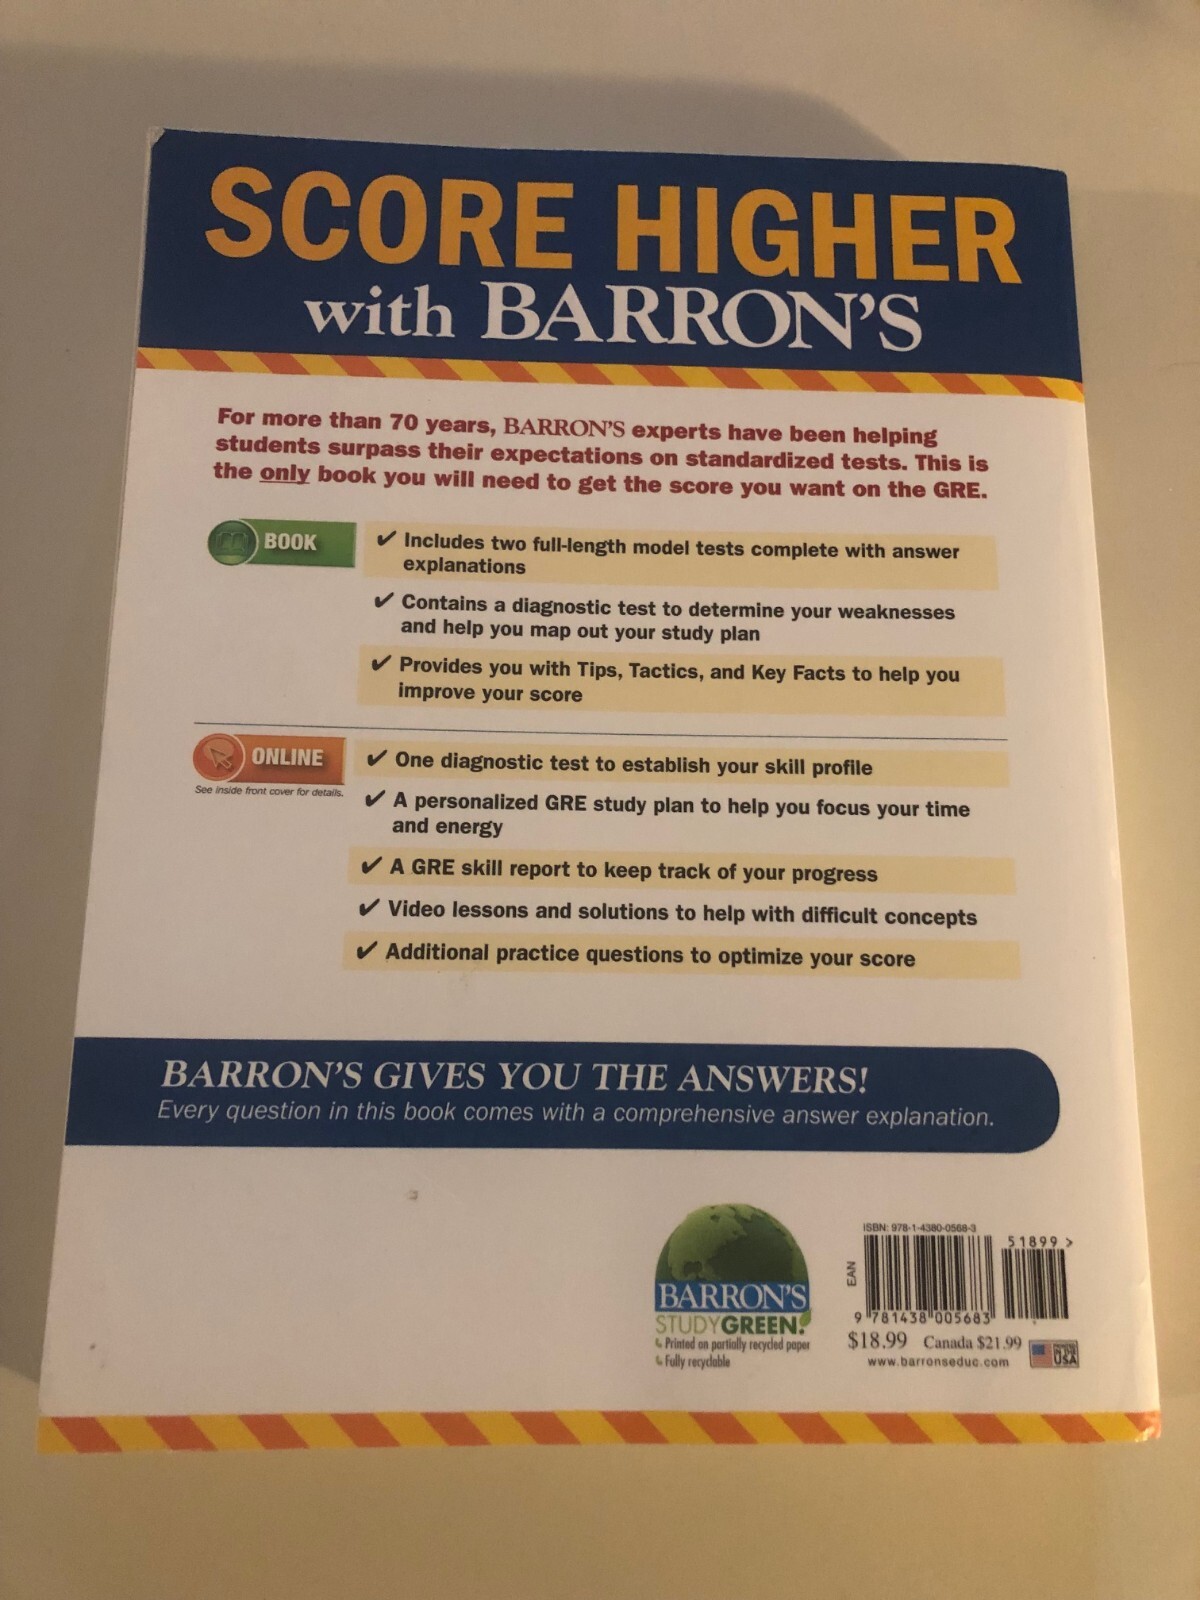 SCORE HIGHER
with BARRON'S
For more than 70 years, BARRON'S experts have been helping
students surpass their expectations on standardized tests. This is
the only book you will need to get the score you want on the GRE.
BOOK
✔ Includes two full-length model tests complete with answer
explanations
✔ Contains a diagnostic test to determine your weaknesses
and help you map out your study plan
✔ Provides you with Tips, Tactics, and Key Facts to help you
improve your score
ONLINE
See inside front cover for details.
✔ One diagnostic test to establish your skill profile
✔ A personalized GRE study plan to help you focus your time
and energy
✔ A GRE skill report to keep track of your progress
✔ Video lessons and solutions to help with difficult concepts
✔ Additional practice questions to optimize your score
BARRON'S GIVES YOU THE ANSWERS!
Every question in this book comes with a comprehensive answer explanation.
BARRON'S
STUDYGREEN!
Printed on partially recycled paper
Fully recyclable
ISBN: 978-1-4380-0568-3
51899 >
EAN
9 781438 005683
$18.99 Canada $21.99
www.barronseduc.com
PRINTED
IN THE
USA